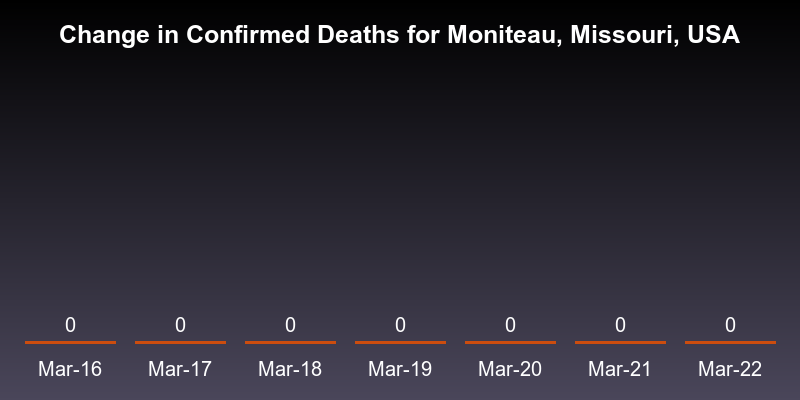 Change in Confirmed Deaths for Moniteau, Missouri, USA
0 0 0 0 0 0 0
Mar-16 Mar-17 Mar-18 Mar-19 Mar-20 Mar-21 Mar-22